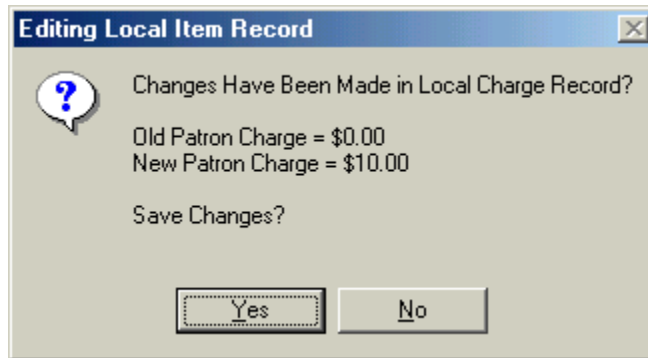 Editing Local Item Record
Changes Have Been Made in Local Charge Record?
Old Patron Charge = $0.00
New Patron Charge = $10.00
Save Changes?
Yes
No